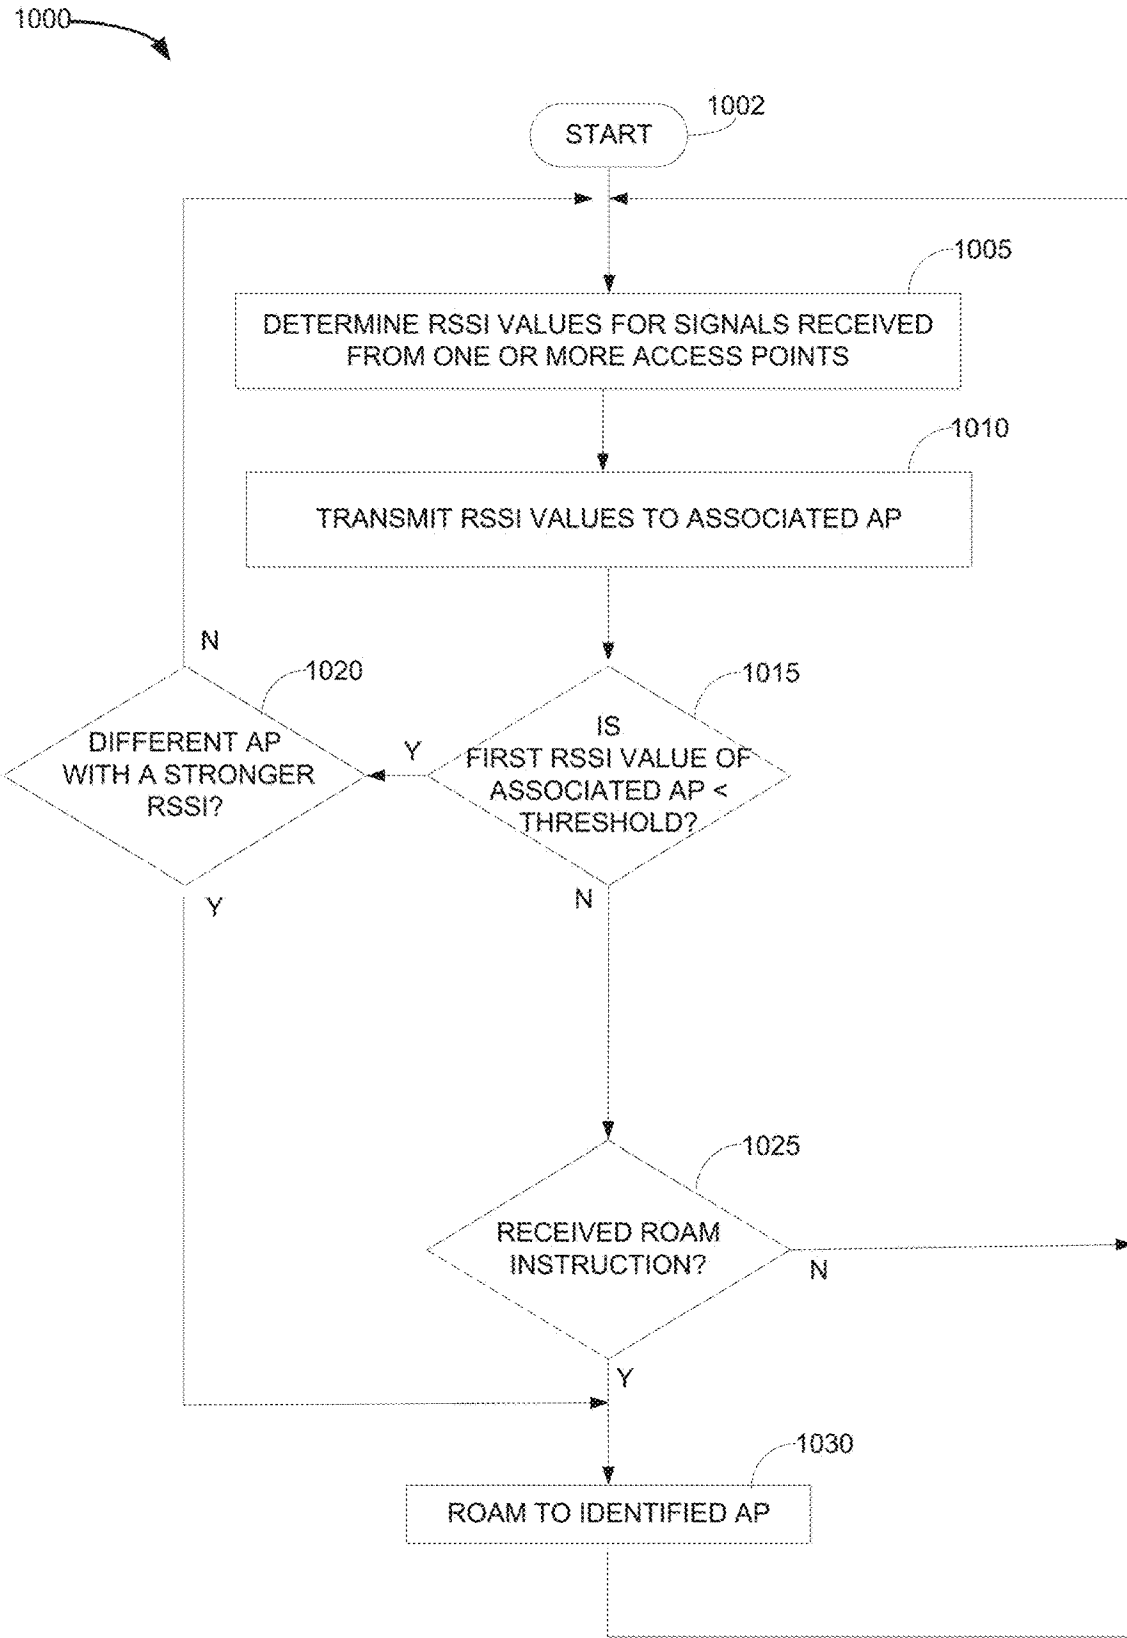 1000
START
1002
1005
DETERMINE RSSI VALUES FOR SIGNALS RECEIVED
FROM ONE OR MORE ACCESS POINTS
1010
TRANSMIT RSSI VALUES TO ASSOCIATED AP
N
1020
DIFFERENT AP
WITH A STRONGER
RSSI?
Y
Y
1015
IS
FIRST RSSI VALUE OF
ASSOCIATED AP <
THRESHOLD?
N
1025
RECEIVED ROAM
INSTRUCTION?
N
Y
1030
ROAM TO IDENTIFIED AP